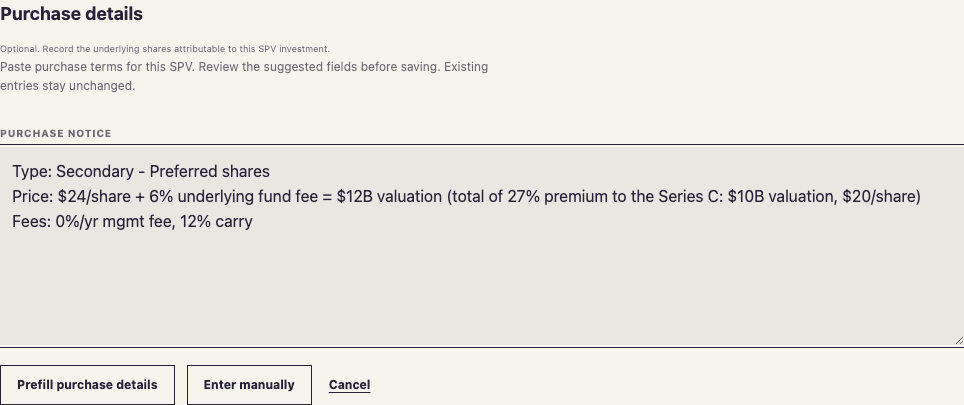 Purchase details
Optional. Record the underlying shares attributable to this SPV investment.
Paste purchase terms for this SPV. Review the suggested fields before saving. Existing
entries stay unchanged.
PURCHASE NOTICE
Type: Secondary - Preferred shares
Price: $24/share + 6% underlying fund fee = $12B valuation (total of 27% premium to the Series C: $10B valuation, $20/share)
Fees: 0%/yr mgmt fee, 12% carry
Prefill purchase details Enter manually Cancel